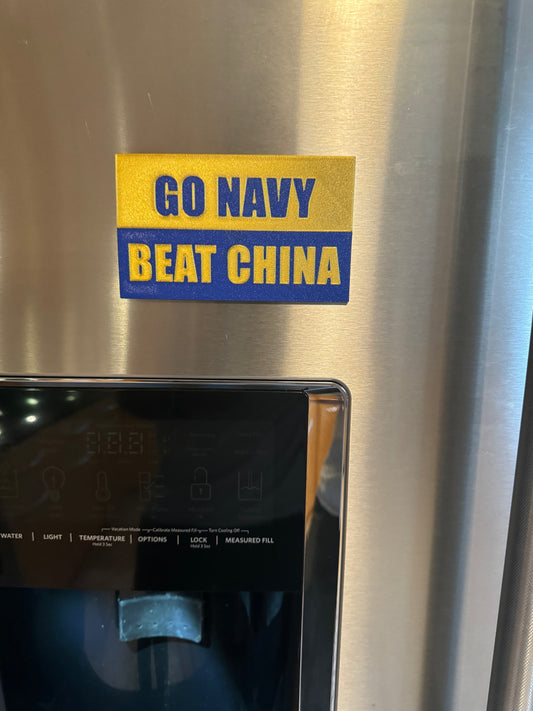 GO NAVY
BEAT CHINA
Vacation Mode Calibrate Measured Fill Turn Cooling Off
WATER | LIGHT | TEMPERATURE | OPTIONS | LOCK | MEASURED FILL
Hold 3 Sec Hold 3 Sec